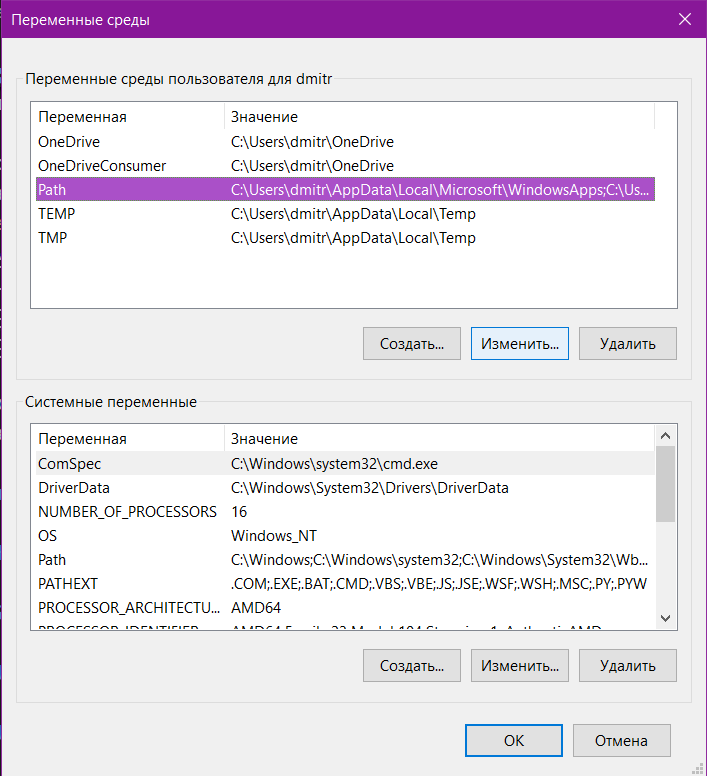 Переменные среды
Переменные среды пользователя для dmitr
Переменная Значение
OneDrive C:\Users\dmitr\OneDrive
OneDriveConsumer C:\Users\dmitr\OneDrive
Path C:\Users\dmitr\AppData\Local\Microsoft\WindowsApps;C:\Us...
TEMP C:\Users\dmitr\AppData\Local\Temp
TMP C:\Users\dmitr\AppData\Local\Temp
Создать... Изменить... Удалить
Системные переменные
Переменная Значение
ComSpec C:\Windows\system32\cmd.exe
DriverData C:\Windows\System32\Drivers\DriverData
NUMBER_OF_PROCESSORS 16
OS Windows_NT
Path C:\Windows;C:\Windows\system32;C:\Windows\System32\Wb...
PATHEXT .COM;.EXE;.BAT;.CMD;.VBS;.VBE;.JS;.JSE;.WSF;.WSH;.MSC;.PY;.PYW
PROCESSOR_ARCHITECTU... AMD64
Создать... Изменить... Удалить
OK Отмена